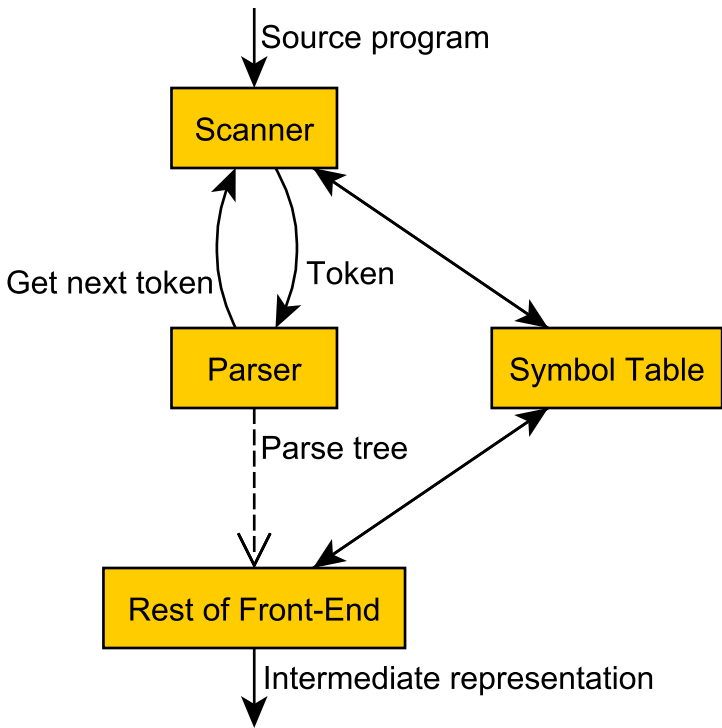 Source program
Scanner
Get next token
Token
Parser
Symbol Table
Parse tree
Rest of Front-End
Intermediate representation